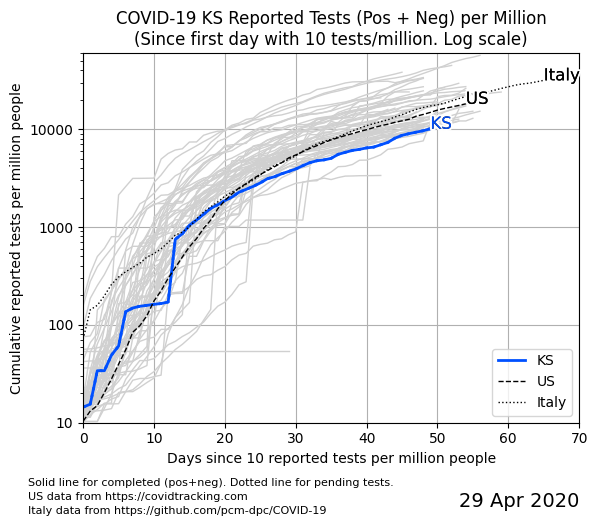 COVID-19 KS Reported Tests (Pos + Neg) per Million
(Since first day with 10 tests/million. Log scale)
Cumulative reported tests per million people
10000
1000
100
10
Italy
US
KS
KS
US
Italy
0 10 20 30 40 50 60 70
Days since 10 reported tests per million people
Solid line for completed (pos+neg). Dotted line for pending tests.
US data from https://covidtracking.com
Italy data from https://github.com/pcm-dpc/COVID-19
29 Apr 2020